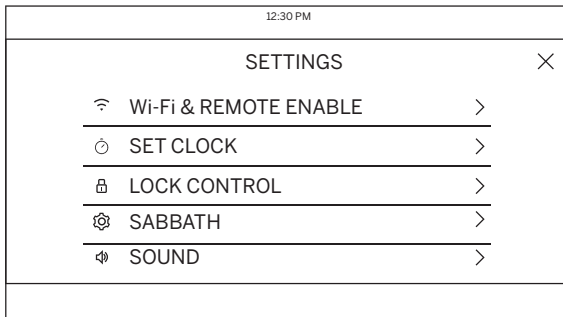 12:30 PM
SETTINGS
Wi-Fi & REMOTE ENABLE
SET CLOCK
LOCK CONTROL
SABBATH
SOUND